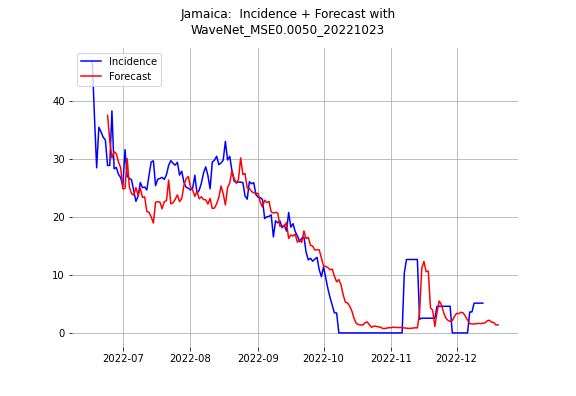 Jamaica:  Incidence + Forecast with
WaveNet_MSE0.0050_20221023
Incidence
Forecast
40
30
20
10
0
2022-07
2022-08
2022-09
2022-10
2022-11
2022-12